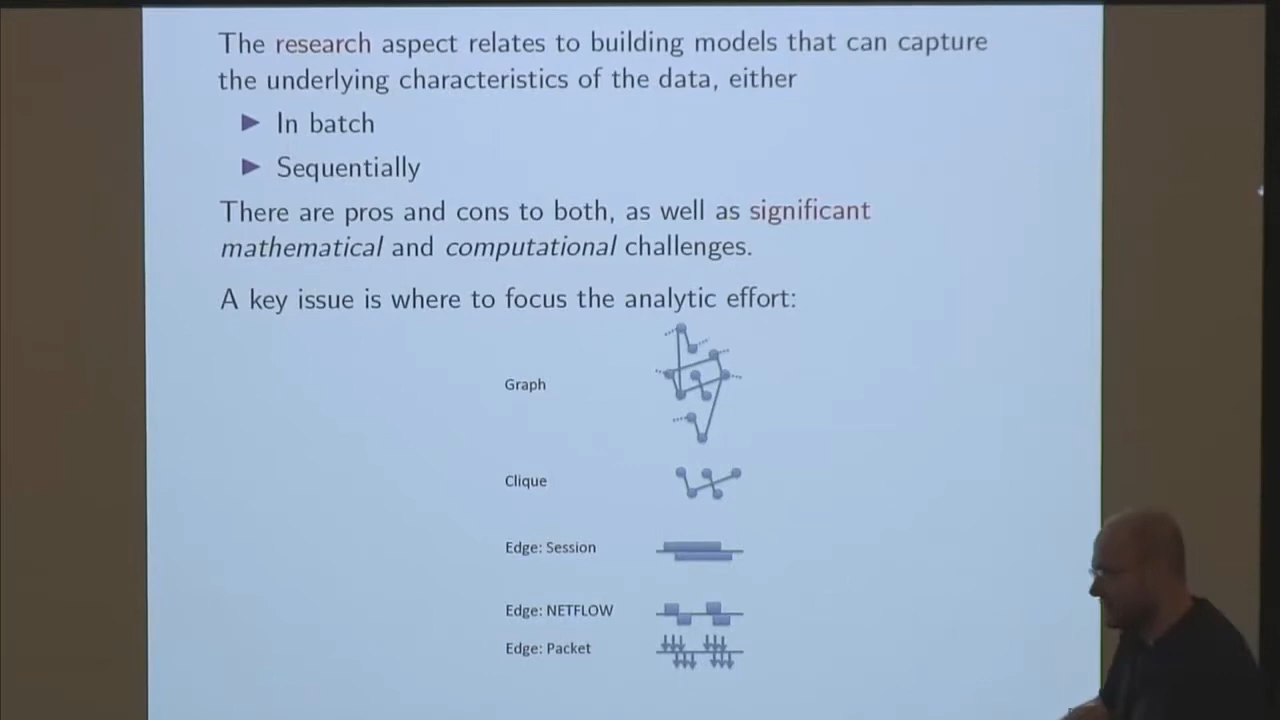 The research aspect relates to building models that can capture
the underlying characteristics of the data, either
▶ In batch
▶ Sequentially
There are pros and cons to both, as well as significant
mathematical and computational challenges.
A key issue is where to focus the analytic effort:
Graph
Clique
Edge: Session
Edge: NETFLOW
Edge: Packet